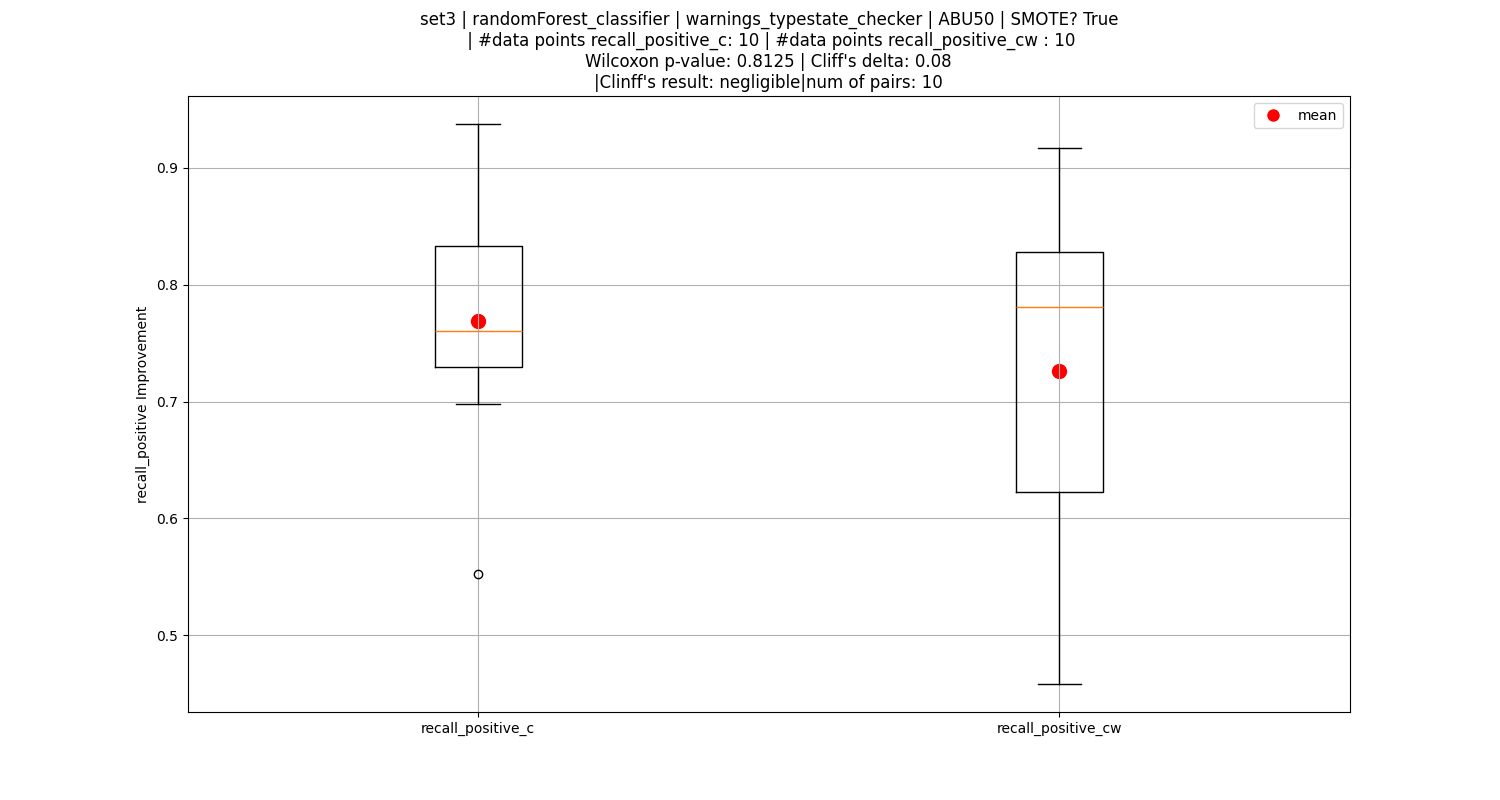 set3 | randomForest_classifier | warnings_typestate_checker | ABU50 | SMOTE? True
| #data points recall_positive_c: 10 | #data points recall_positive_cw : 10
Wilcoxon p-value: 0.8125 | Cliff's delta: 0.08
|Clinff's result: negligible|num of pairs: 10
mean
0.9
0.8
0.7
0.6
0.5
recall_positive Improvement
recall_positive_c
recall_positive_cw